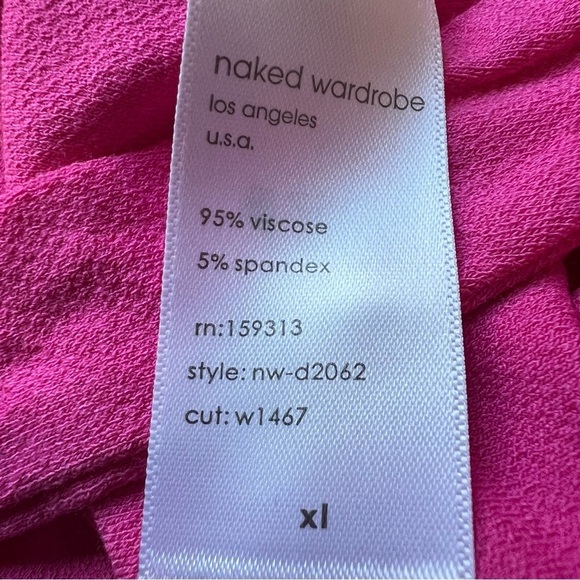 naked wardrobe
los angeles
u.s.a.
95% viscose
5% spandex
rn:159313
style: nw-d2062
cut: w1467
xl